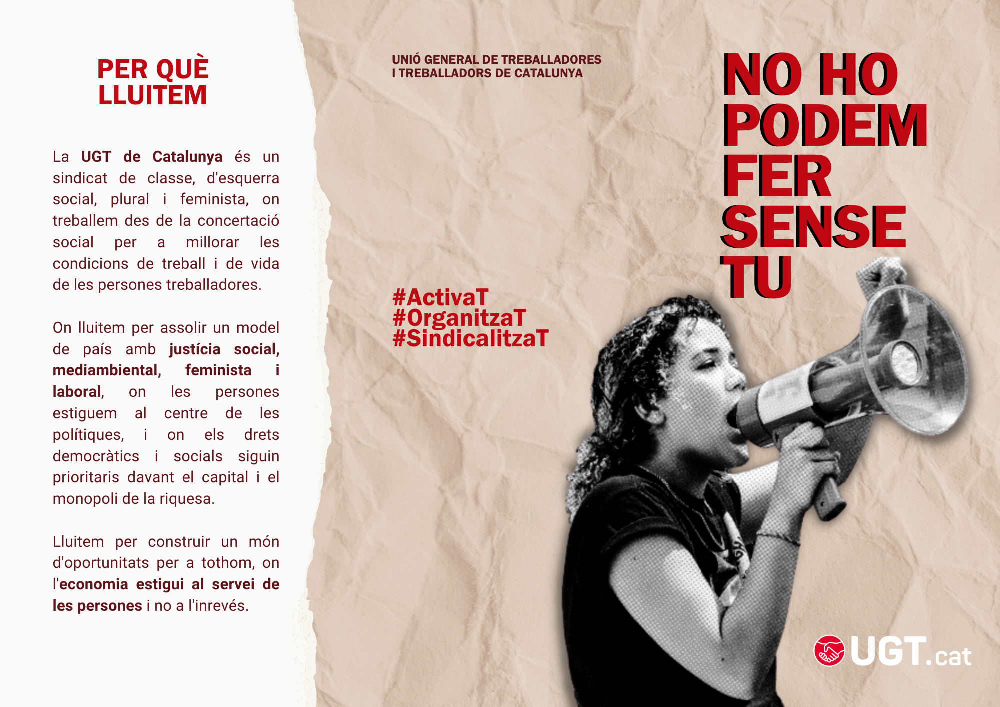 PER QUÈ
LLUITEM
La UGT de Catalunya és un
sindicat de classe, d'esquerra
social, plural i feminista, on
treballem des de la concertació
social per a millorar les
condicions de treball i de vida
de les persones treballadores.
On lluitem per assolir un model
de país amb justícia social,
mediambiental, feminista i
laboral, on les persones
estiguem al centre de les
polítiques, i on els drets
democràtics i socials siguin
prioritaris davant el capital i el
monopoli de la riquesa.
Lluitem per construir un món
d'oportunitats per a tothom, on
l'economia estigui al servei de
les persones i no a l'inrevés.
UNIÓ GENERAL DE TREBALLADORES
I TREBALLADORS DE CATALUNYA
#ActivaT
#OrganitzaT
#SindicalitzaT
NO HO
PODEM
FER
SENSE
TU
UGT.cat